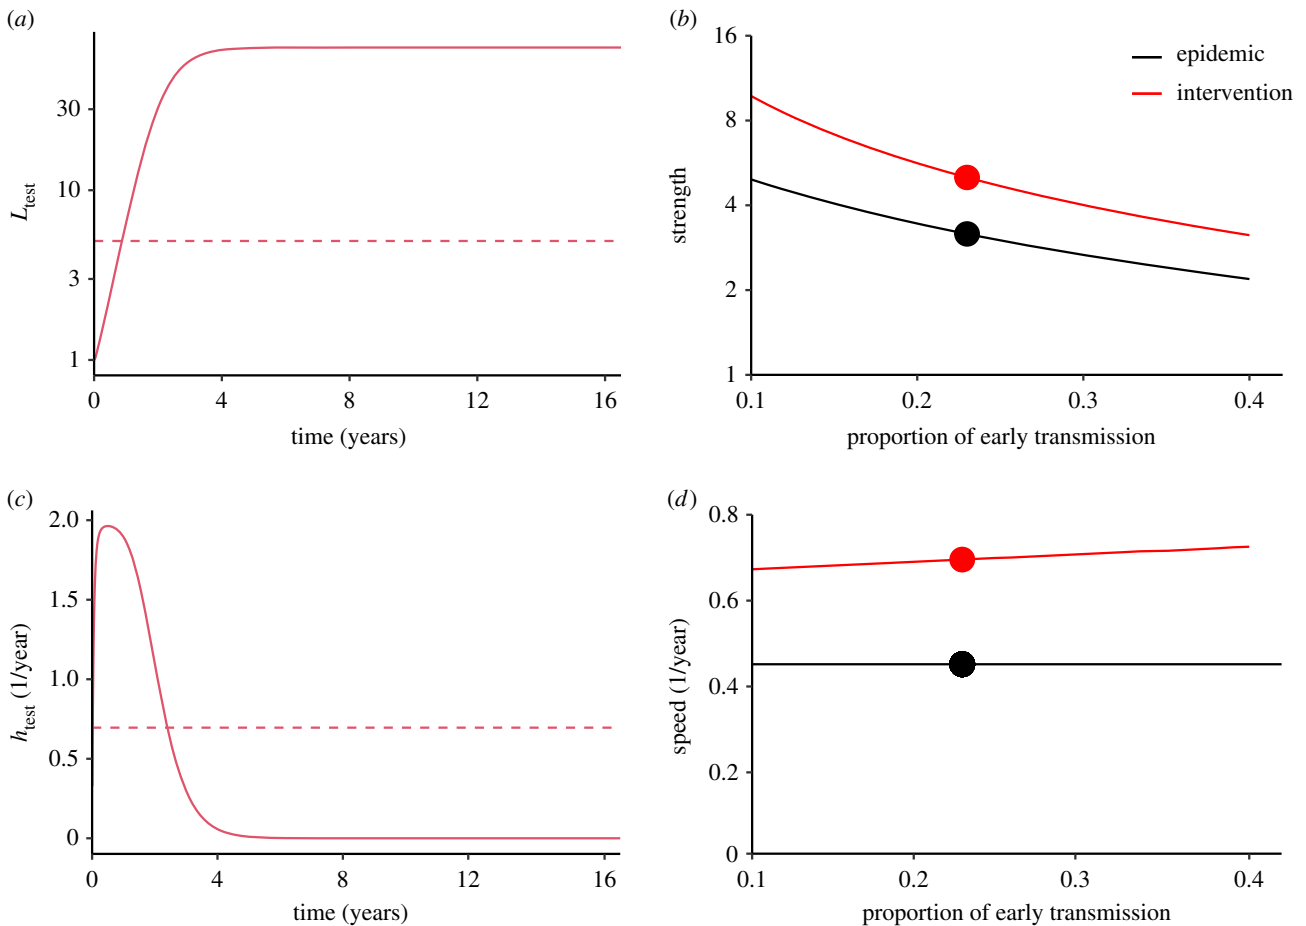 (a)
30
10
3
1
L_test
0 4 8 12 16
time (years)
(b)
16
8
4
2
1
strength
epidemic
intervention
0.1 0.2 0.3 0.4
proportion of early transmission
(c)
2.0
1.5
1.0
0.5
0
h_test (1/year)
0 4 8 12 16
time (years)
(d)
0.8
0.6
0.4
0.2
0
speed (1/year)
0.1 0.2 0.3 0.4
proportion of early transmission